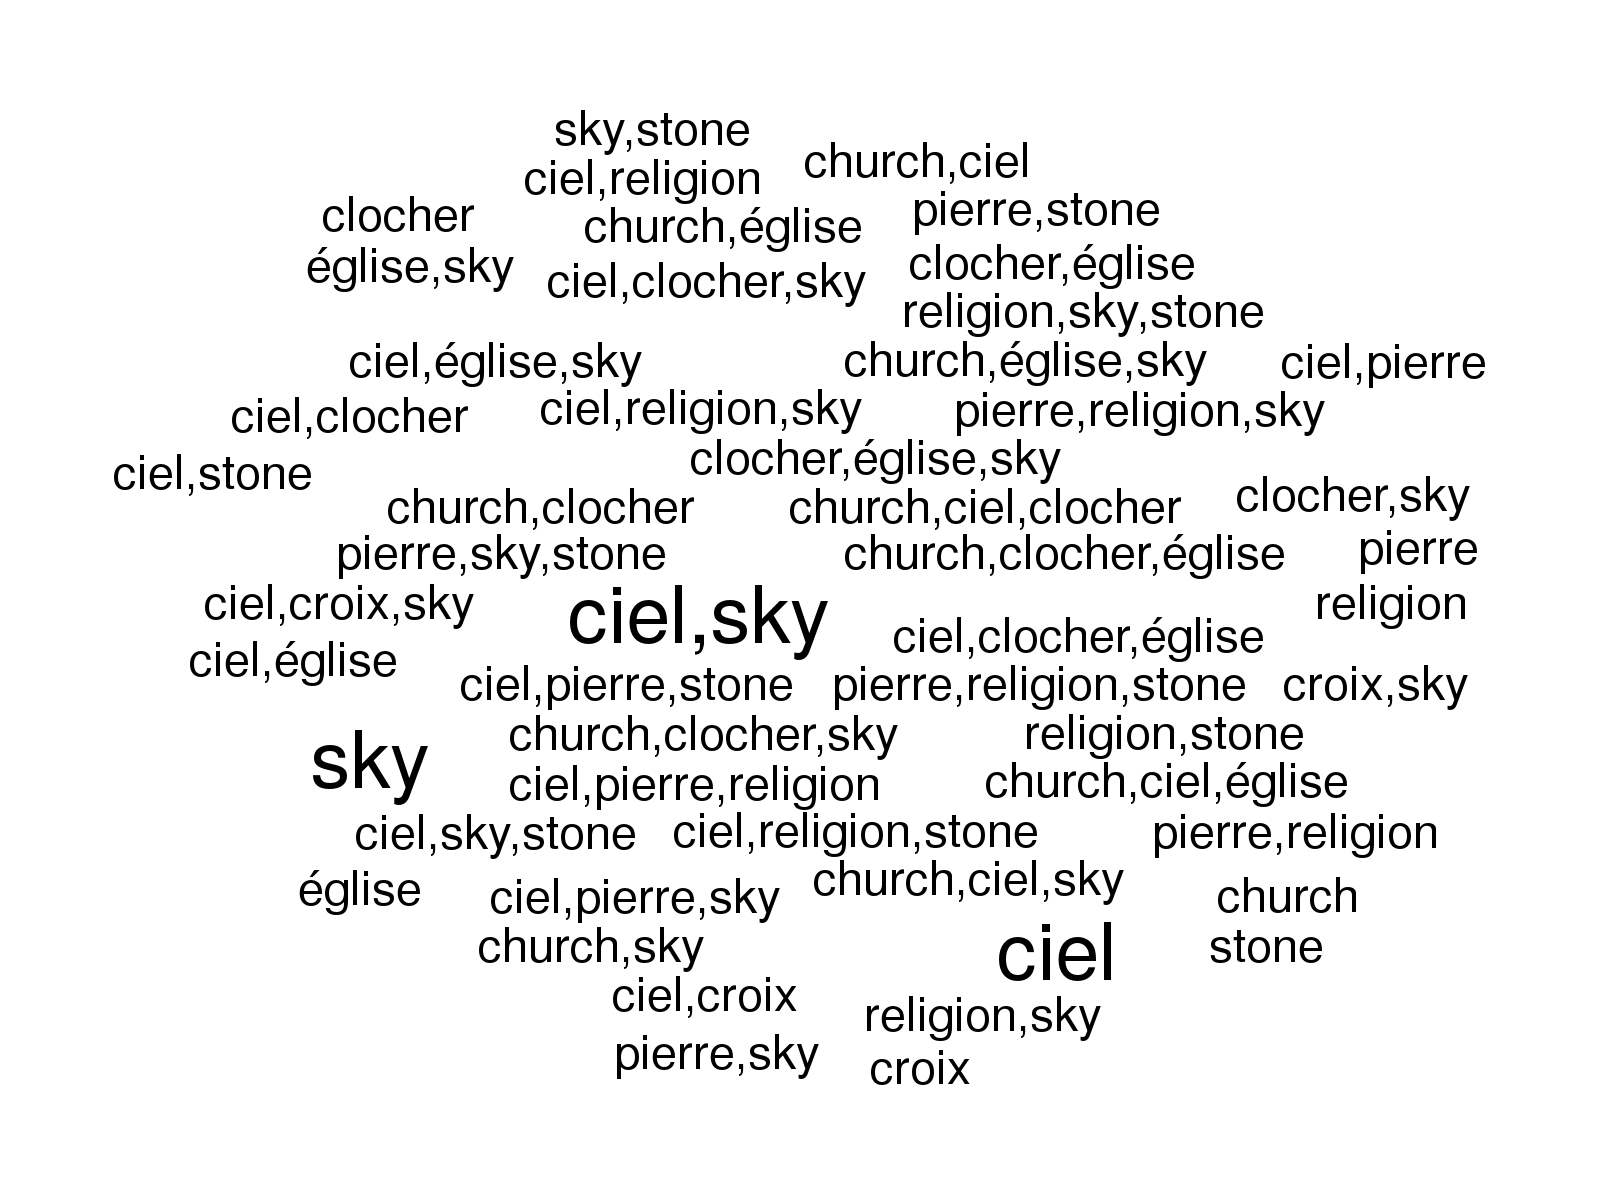 sky,stone
church,ciel
ciel,religion
clocher
church,église
pierre,stone
église,sky
ciel,clocher,sky
clocher,église
religion,sky,stone
ciel,église,sky
church,église,sky
ciel,pierre
ciel,clocher
ciel,religion,sky
pierre,religion,sky
clocher,église,sky
ciel,stone
church,clocher
church,ciel,clocher
clocher,sky
pierre,sky,stone
church,clocher,église
pierre
ciel,croix,sky
ciel,sky
religion
ciel,clocher,église
ciel,église
ciel,pierre,stone
pierre,religion,stone
croix,sky
church,clocher,sky
religion,stone
sky
ciel,pierre,religion
church,ciel,église
ciel,sky,stone
ciel,religion,stone
pierre,religion
église
ciel,pierre,sky
church,ciel,sky
church
church,sky
ciel
stone
ciel,croix
religion,sky
pierre,sky
croix